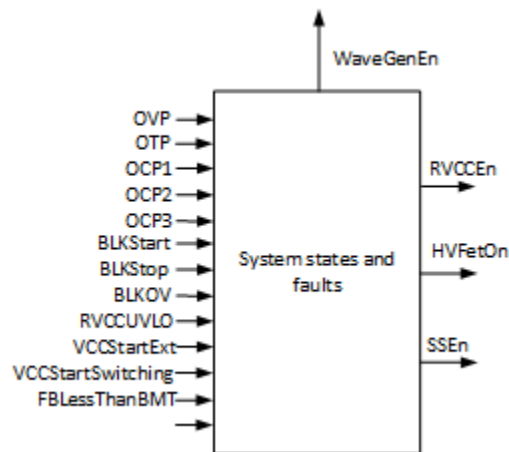 WaveGenEn
OVP
OTP
OCP1
OCP2
OCP3
BLKStart
BLKStop
BLKOV
RVCCUVLO
VCCStartExt
VCCStartSwitching
FBLessThanBMT
System states and
faults
RVCCEn
HVFetOn
SSEn